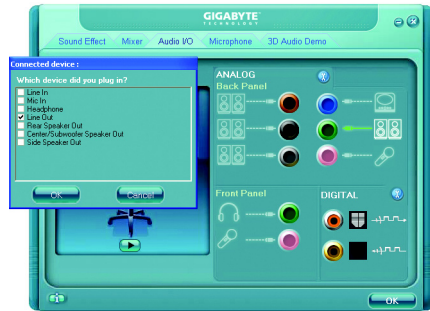 GIGABYTE
TECHNOLOGY
Sound Effect
Mixer
Audio I/O
Microphone
3D Audio Demo
Connected device :
Which device did you plug in?
Line In
Mic In
Headphone
Line Out
Rear Speaker Out
Center/Subwoofer Speaker Out
Side Speaker Out
OK
Cancel
ANALOG
Back Panel
Front Panel
DIGITAL
OK